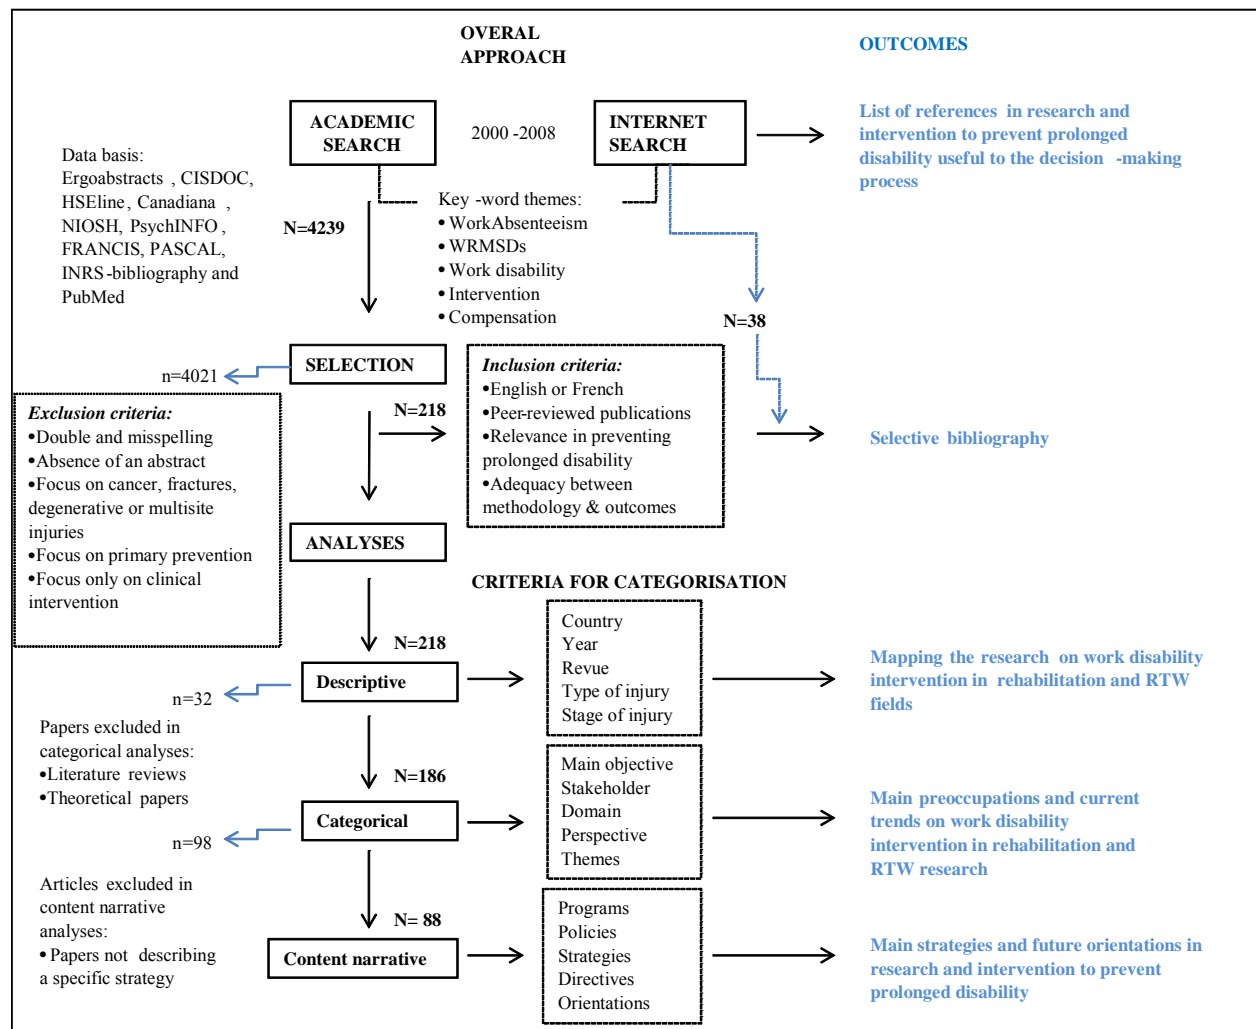 OVERAL
APPROACH
OUTCOMES
ACADEMIC
SEARCH
2000 -2008
INTERNET
SEARCH
List of references in research and
intervention to prevent prolonged
disability useful to the decision -making
process
Data basis:
Ergoabstracts , CISDOC,
HSEline, Canadiana ,
NIOSH, PsychINFO ,
FRANCIS, PASCAL,
INRS -bibliography and
PubMed
N=4239
Key -word themes:
•WorkAbsenteeism
•WRMSDs
•Work disability
•Intervention
•Compensation
N=38
SELECTION
n=4021
N=218
Inclusion criteria:
•English or French
•Peer-reviewed publications
•Relevance in preventing
prolonged disability
•Adequacy between
methodology & outcomes
Selective bibliography
Exclusion criteria:
•Double and misspelling
•Absence of an abstract
•Focus on cancer, fractures,
degenerative or multisite
injuries
•Focus on primary prevention
•Focus only on clinical
intervention
ANALYSES
CRITERIA FOR CATEGORISATION
N=218
Descriptive
n=32
Country
Year
Revue
Type of injury
Stage of injury
Mapping the research on work disability
intervention in rehabilitation and RTW
fields
Papers excluded in
categorical analyses:
•Literature reviews
•Theoretical papers
N=186
Categorical
n=98
Main objective
Stakeholder
Domain
Perspective
Themes
Main preoccupations and current
trends on work disability
intervention in rehabilitation and
RTW research
Articles excluded in
content narrative
analyses:
• Papers not describing
a specific strategy
N= 88
Content narrative
Programs
Policies
Strategies
Directives
Orientations
Main strategies and future orientations in
research and intervention to prevent
prolonged disability